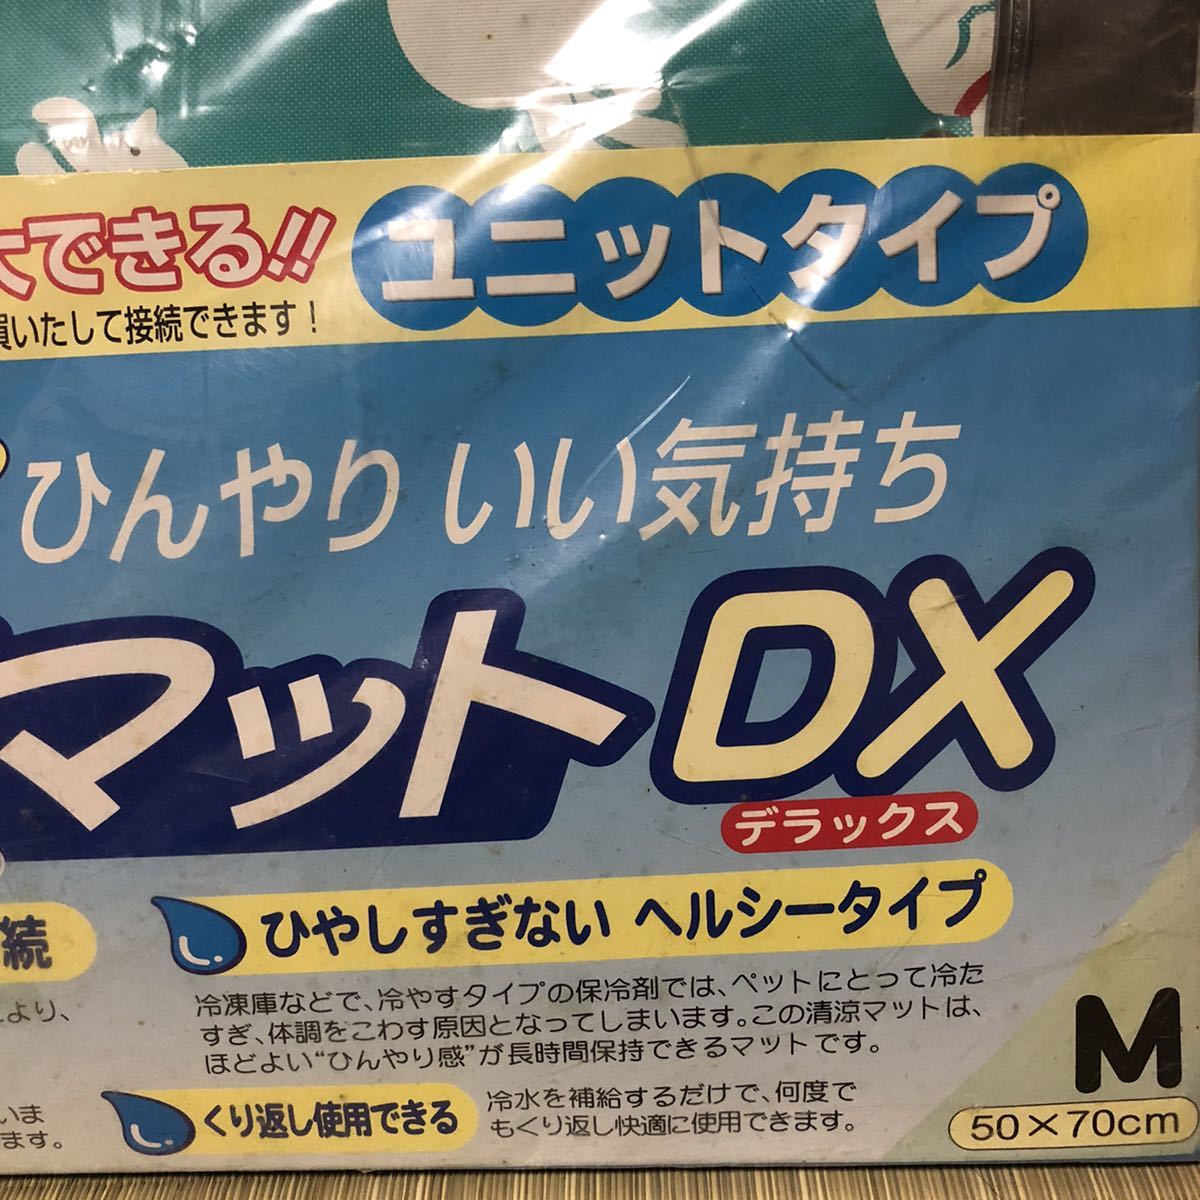 大できる!!
ユニットタイプ
買いたして接続できます！
ひんやり いい気持ち
マット DX
デラックス
続
ひやしすぎない ヘルシータイプ
より、
冷凍庫などで、冷やすタイプの保冷剤では、ペットにとって冷た
すぎ、体調をこわす原因となってしまいます。この清涼マットは、
ほどよい“ひんやり感”が長時間保持できるマットです。
M
いま
ます。
くり返し使用できる
冷水を補給するだけで、何度で
もくり返し快適に使用できます。
50×70cm